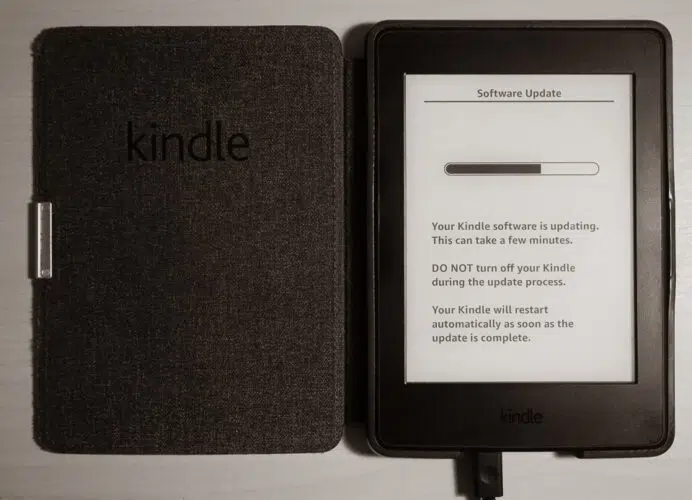 kindle
Software Update
Your Kindle software is updating.
This can take a few minutes.
DO NOT turn off your Kindle
during the update process.
Your Kindle will restart
automatically as soon as the
update is complete.
kindle